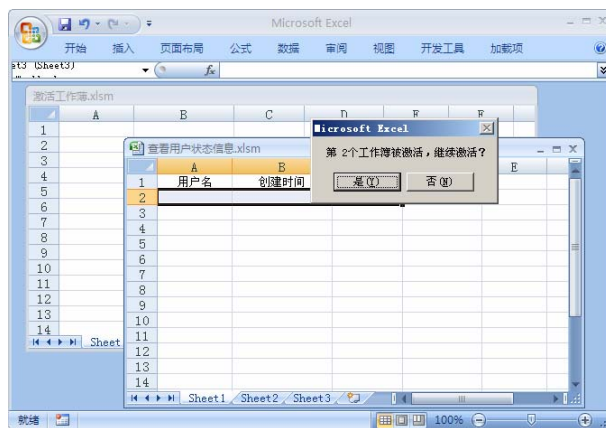 Microsoft Excel
开始 插入 页面布局 公式 数据 审阅 视图 开发工具 加载项
fx
激活工作簿.xlsm
A B C D E F
1
2
3
4
5
6
7
8
9
10
11
12
13
14
Sheet
查看用户状态信息.xlsm
A B E
1 用户名 创建时间
2
3
4
5
6
7
8
9
10
11
12
13
14
Sheet1 Sheet2 Sheet3
Microsoft Excel
第 2个工作簿被激活，继续激活？
是(Y) 否(N)
就绪 100%